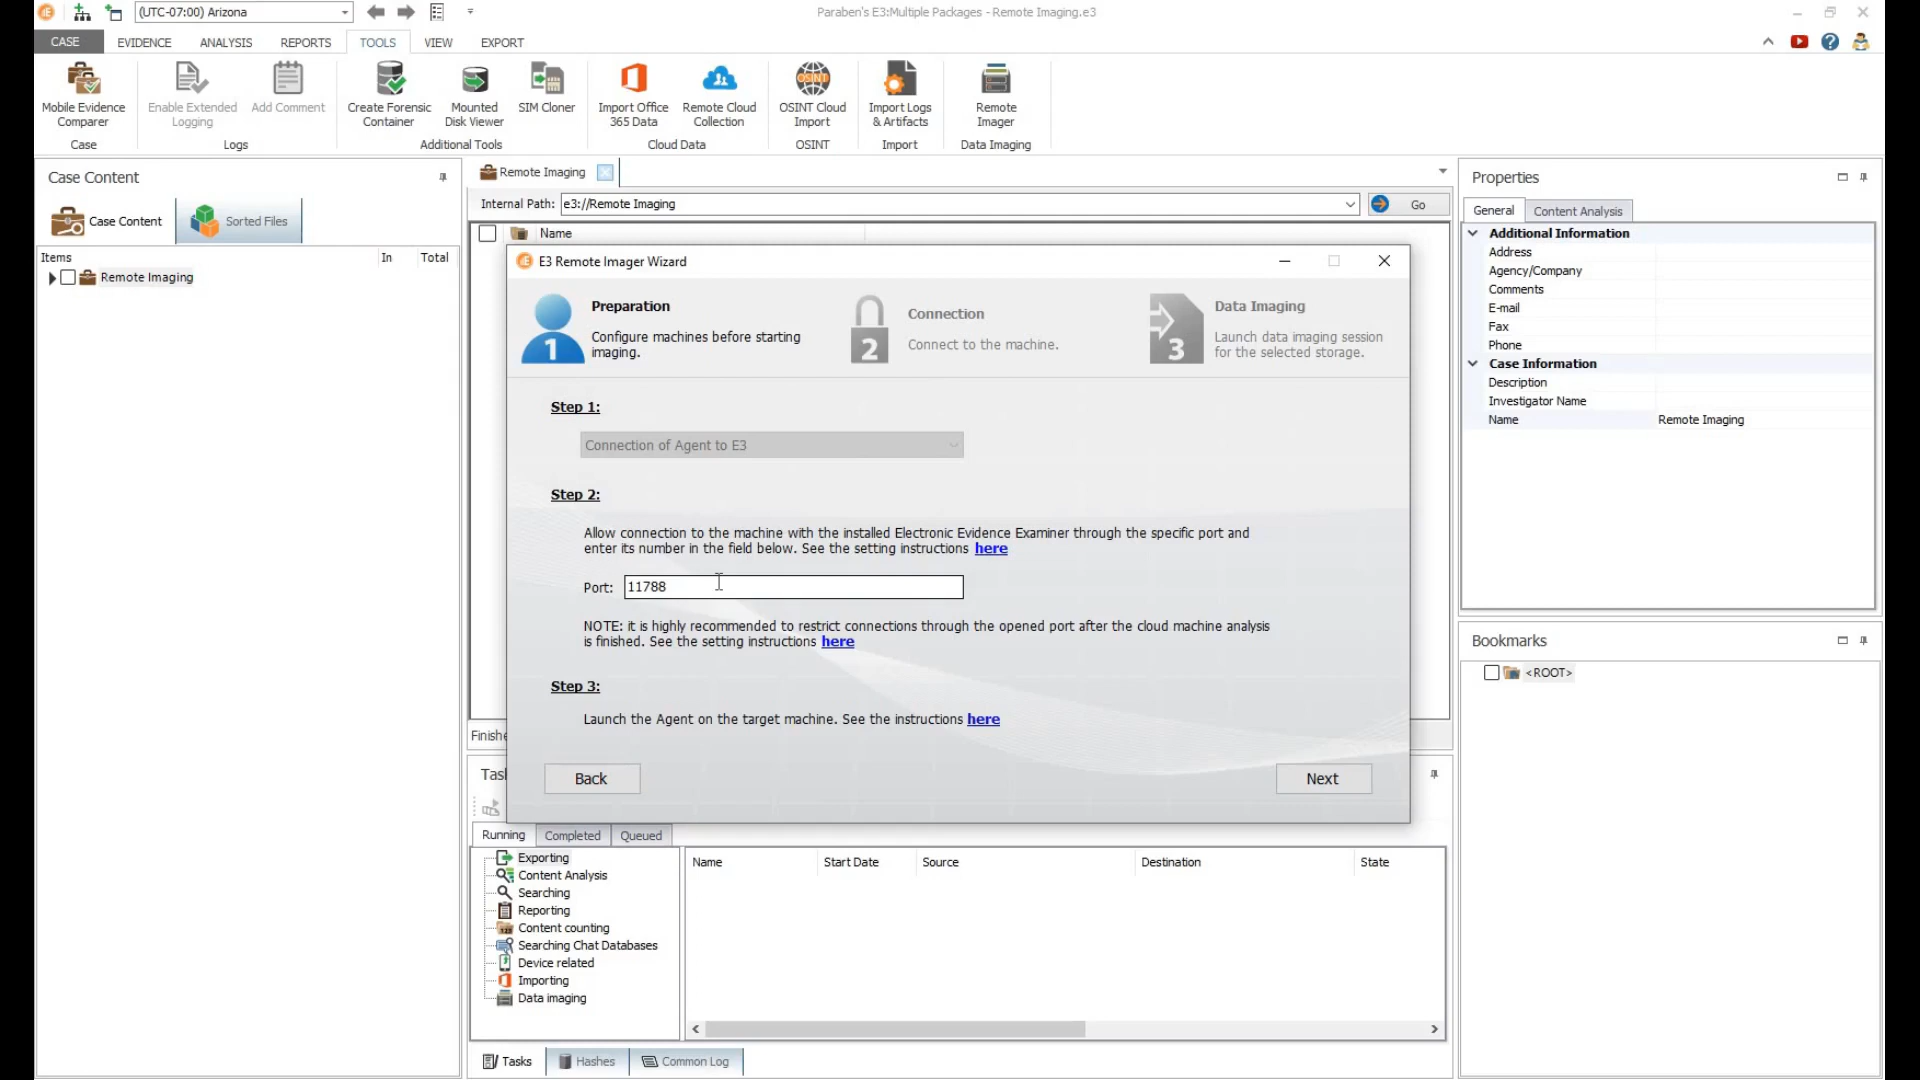 (UTC-07:00) Arizona
Paraben's E3:Multiple Packages - Remote Imaging.e3
CASE
EVIDENCE
ANALYSIS
REPORTS
TOOLS
VIEW
EXPORT
Mobile Evidence
Comparer
Enable Extended
Logging
Add Comment
Create Forensic
Container
Mounted
Disk Viewer
SIM Cloner
Import Office
365 Data
Remote Cloud
Collection
OSINT
OSINT Cloud
Import
Import Logs
& Artifacts
Remote
Imager
Case
Logs
Additional Tools
Cloud Data
OSINT
Import
Data Imaging
Case Content
Case Content
Sorted Files
Items
In
Total
Remote Imaging
Remote Imaging
Internal Path:
e3://Remote Imaging
Go
Name
E3 Remote Imager Wizard
1
Preparation
Configure machines before starting
imaging.
2
Connection
Connect to the machine.
3
Data Imaging
Launch data imaging session
for the selected storage.
Step 1:
Connection of Agent to E3
Step 2:
Allow connection to the machine with the installed Electronic Evidence Examiner through the specific port and
enter its number in the field below. See the setting instructions here
Port:
11788
NOTE: it is highly recommended to restrict connections through the opened port after the cloud machine analysis
is finished. See the setting instructions here
Step 3:
Launch the Agent on the target machine. See the instructions here
Back
Next
Finishe
Tas
Running
Completed
Queued
Exporting
Content Analysis
Searching
Reporting
Content counting
Searching Chat Databases
Device related
Importing
Data imaging
Name
Start Date
Source
Destination
State
Tasks
Hashes
Common Log
Properties
General
Content Analysis
Additional Information
Address
Agency/Company
Comments
E-mail
Fax
Phone
Case Information
Description
Investigator Name
Name
Remote Imaging
Bookmarks
<ROOT>